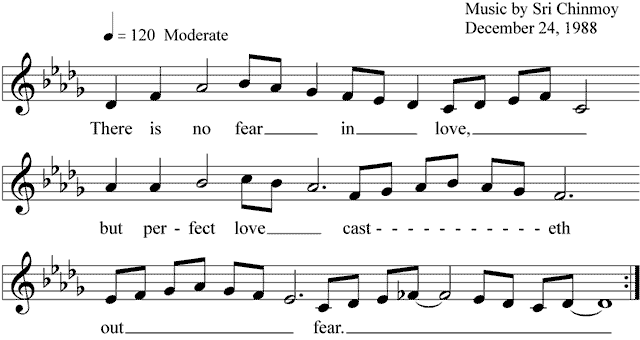 Music by Sri Chinmoy
December 24, 1988
= 120 Moderate
There is no fear in love,
but per - fect love cast - - - - - - - - - - - eth
out fear.